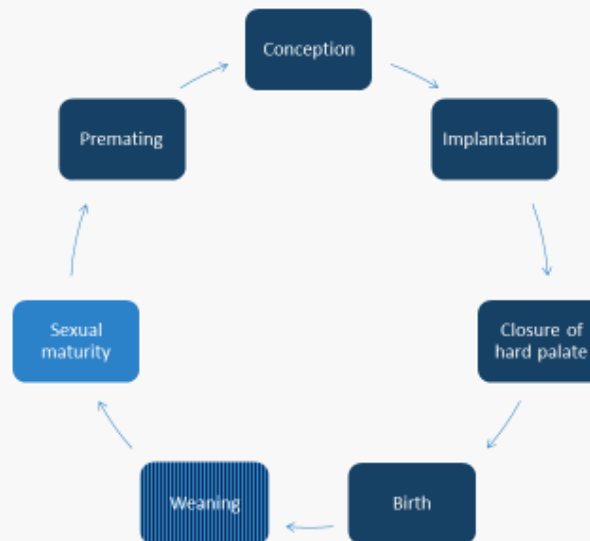 Conception
Implantation
Closure of
hard palate
Birth
Weaning
Sexual
maturity
Premating